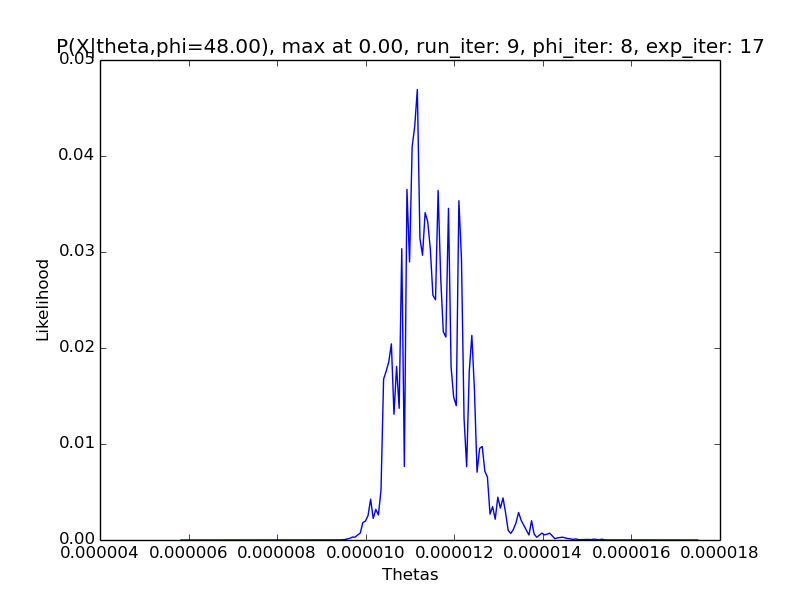 P(X|theta,phi=48.00), max at 0.00, run_iter: 9, phi_iter: 8, exp_iter: 17
0.05
0.04
0.03
0.02
0.01
0.00
Likelihood
0.000004 0.000006 0.000008 0.000010 0.000012 0.000014 0.000016 0.000018
Thetas